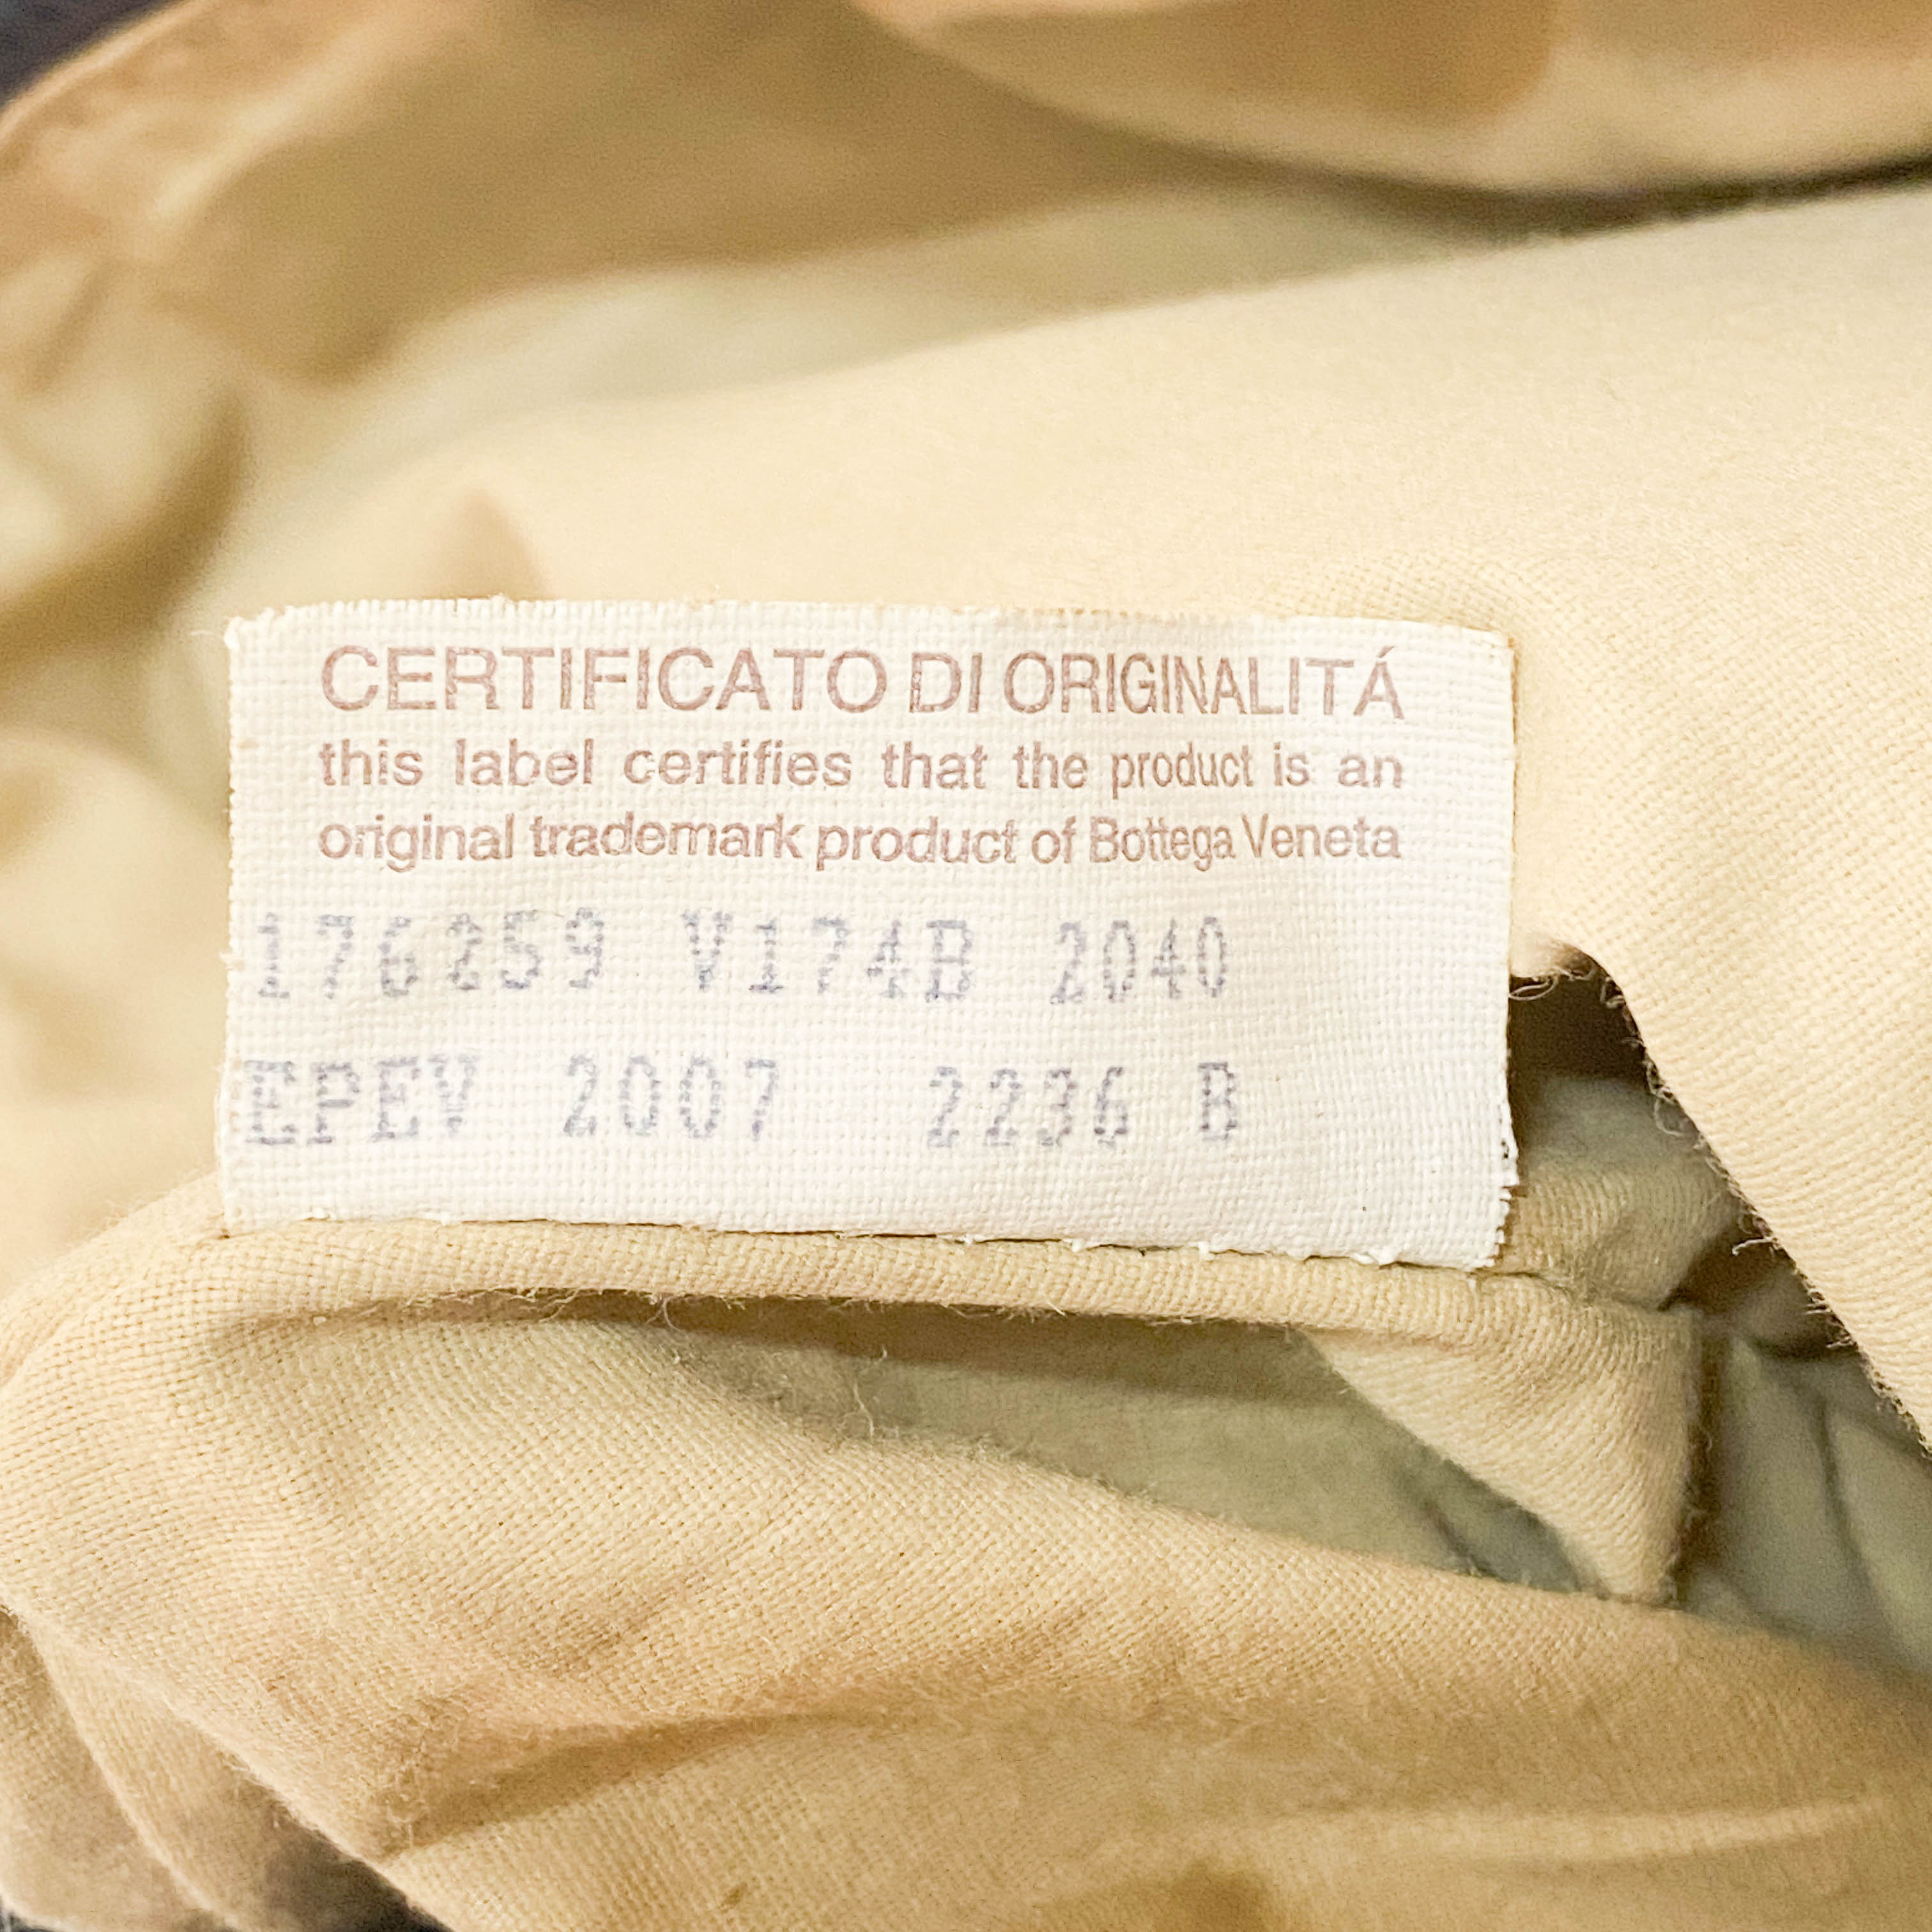 CERTIFICATO DI ORIGINALITÁ
this label certifies that the product is an
original trademark product of Bottega Veneta
176259 V174B 2040
EPEV 2007 2236 B